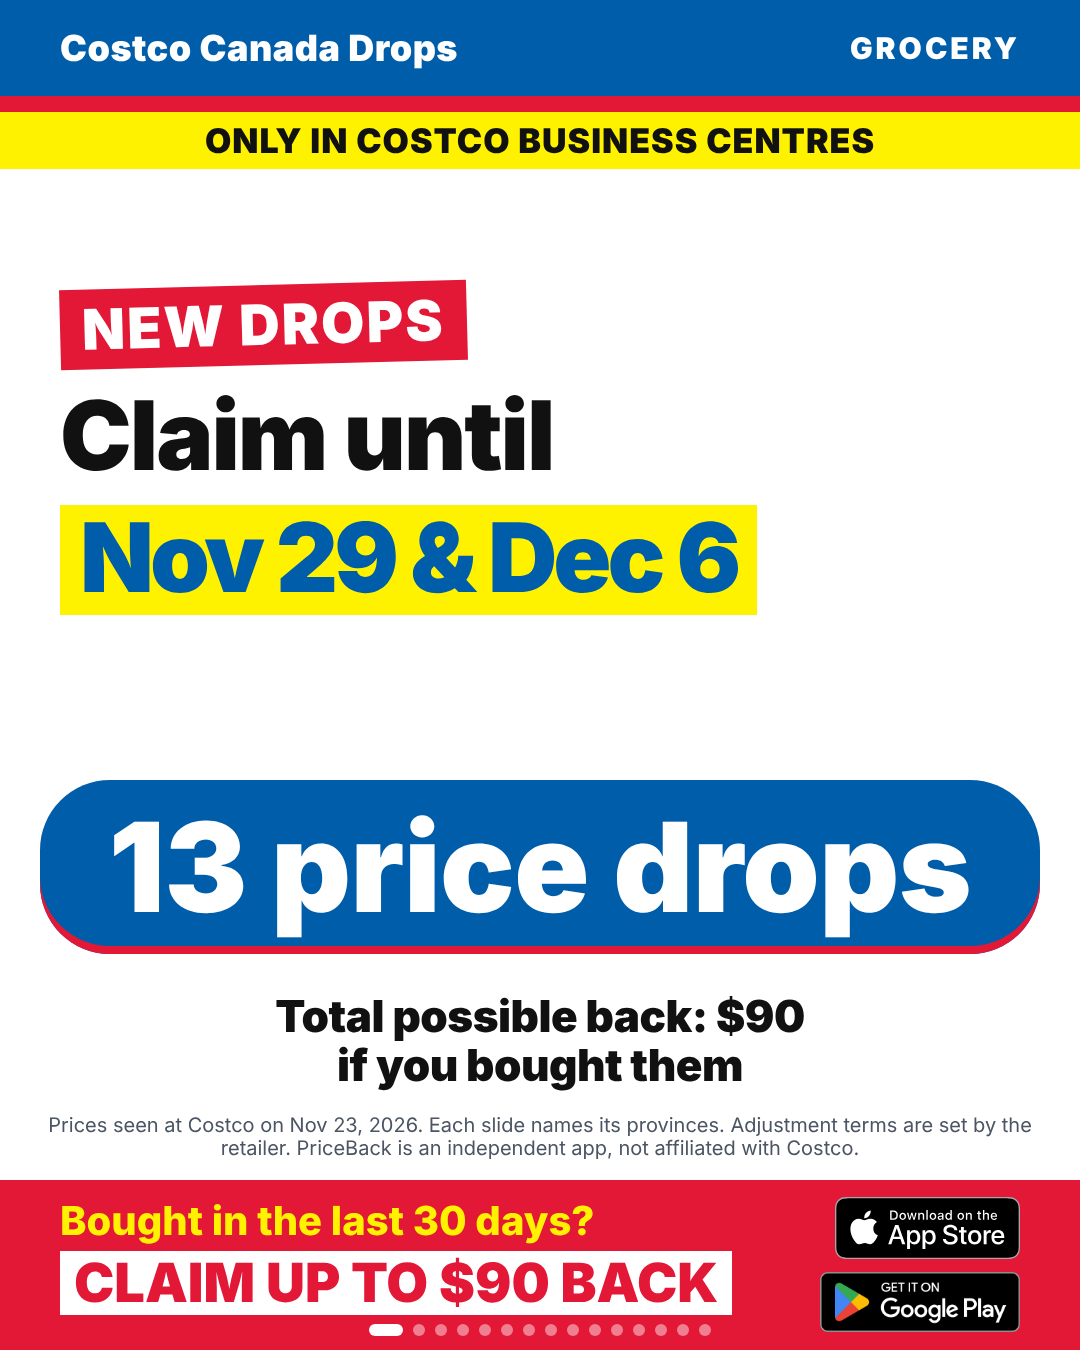 Costco Canada Drops
GROCERY
ONLY IN COSTCO BUSINESS CENTRES
NEW DROPS
Claim until
Nov 29 & Dec 6
13 price drops
Total possible back: $90
if you bought them
Prices seen at Costco on Nov 23, 2026. Each slide names its provinces. Adjustment terms are set by the
retailer. PriceBack is an independent app, not affiliated with Costco.
Bought in the last 30 days?
CLAIM UP TO $90 BACK
Download on the
App Store
GET IT ON
Google Play